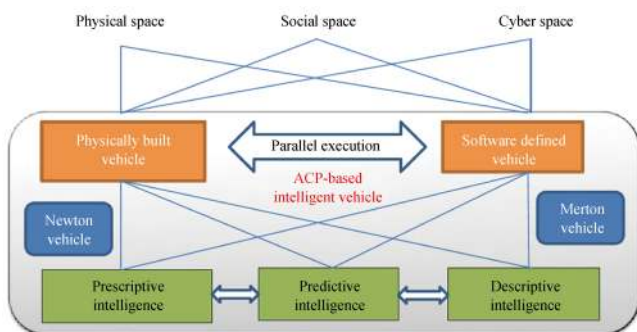 Physical space
Social space
Cyber space
Physically built
vehicle
Parallel execution
Software defined
vehicle
ACP-based
intelligent vehicle
Newton
vehicle
Merton
vehicle
Prescriptive
intelligence
Predictive
intelligence
Descriptive
intelligence